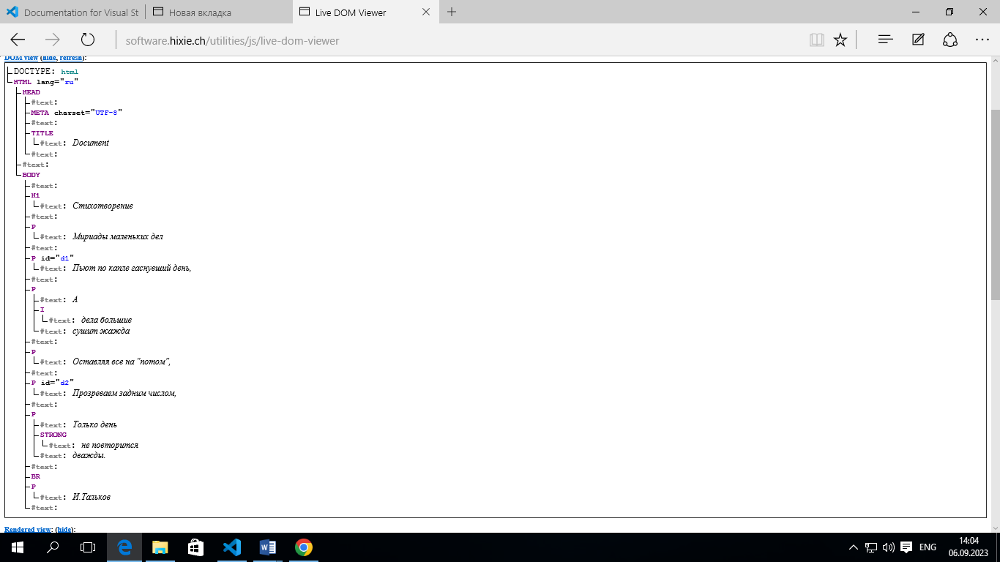 Documentation for Visual St
Новая вкладка
Live DOM Viewer
software.hixie.ch/utilities/js/live-dom-viewer
DOM view (hide, refresh):
DOCTYPE: html
HTML lang="ru"
HEAD
#text:
META charset="UTF-8"
#text:
TITLE
#text: Document
#text:
#text:
BODY
#text:
H1
#text: Стихотворение
#text:
P
#text: Мириады маленьких дел
#text:
P id="d1"
#text: Пьют по капле гаснувший день,
#text:
P
#text: А
I
#text: дела большие
#text: сушит жажда
#text:
P
#text: Оставляя все на "потом",
#text:
P id="d2"
#text: Прозреваем задним числом,
#text:
P
#text: Только день
STRONG
#text: не повторится
#text: дважды.
#text:
BR
P
#text: И.Тальков
#text:
Rendered view: (hide):
ENG
14:04
06.09.2023